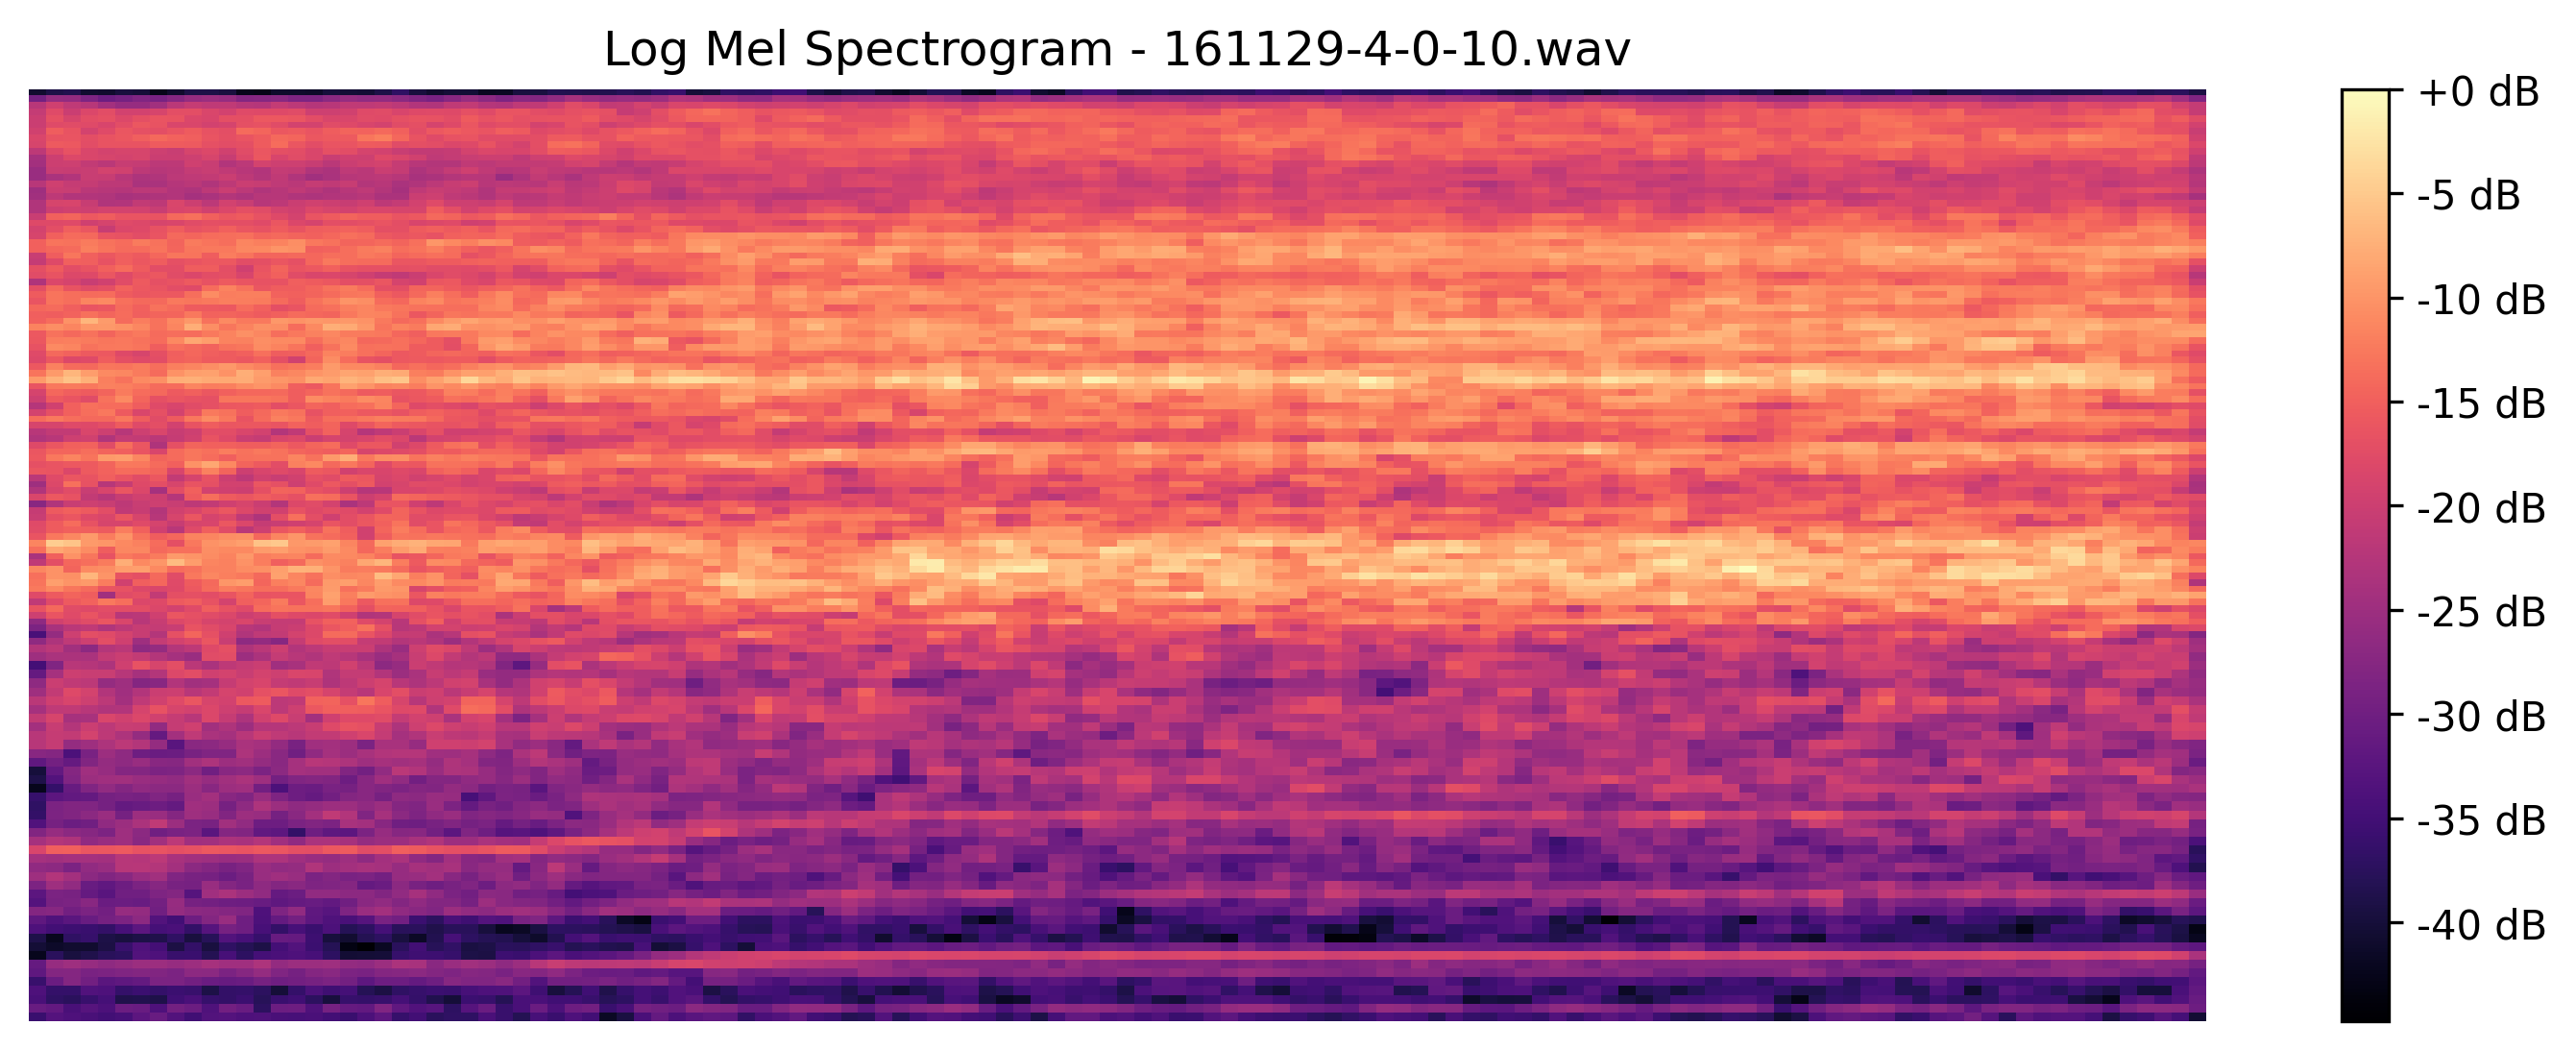 Log Mel Spectrogram - 161129-4-0-10.wav
+0 dB
-5 dB
-10 dB
-15 dB
-20 dB
-25 dB
-30 dB
-35 dB
-40 dB